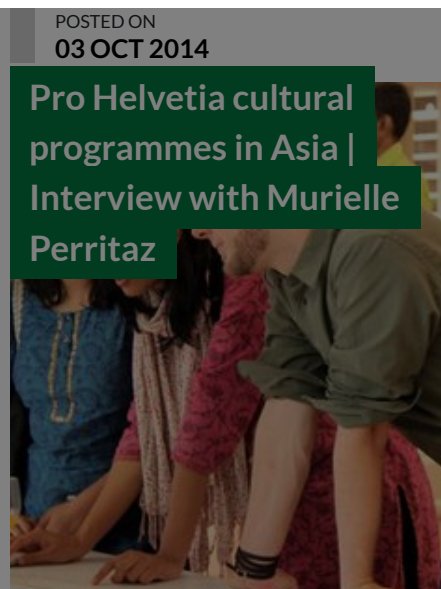 POSTED ON
03 OCT 2014
Pro Helvetia cultural
programmes in Asia |
Interview with Murielle
Perritaz